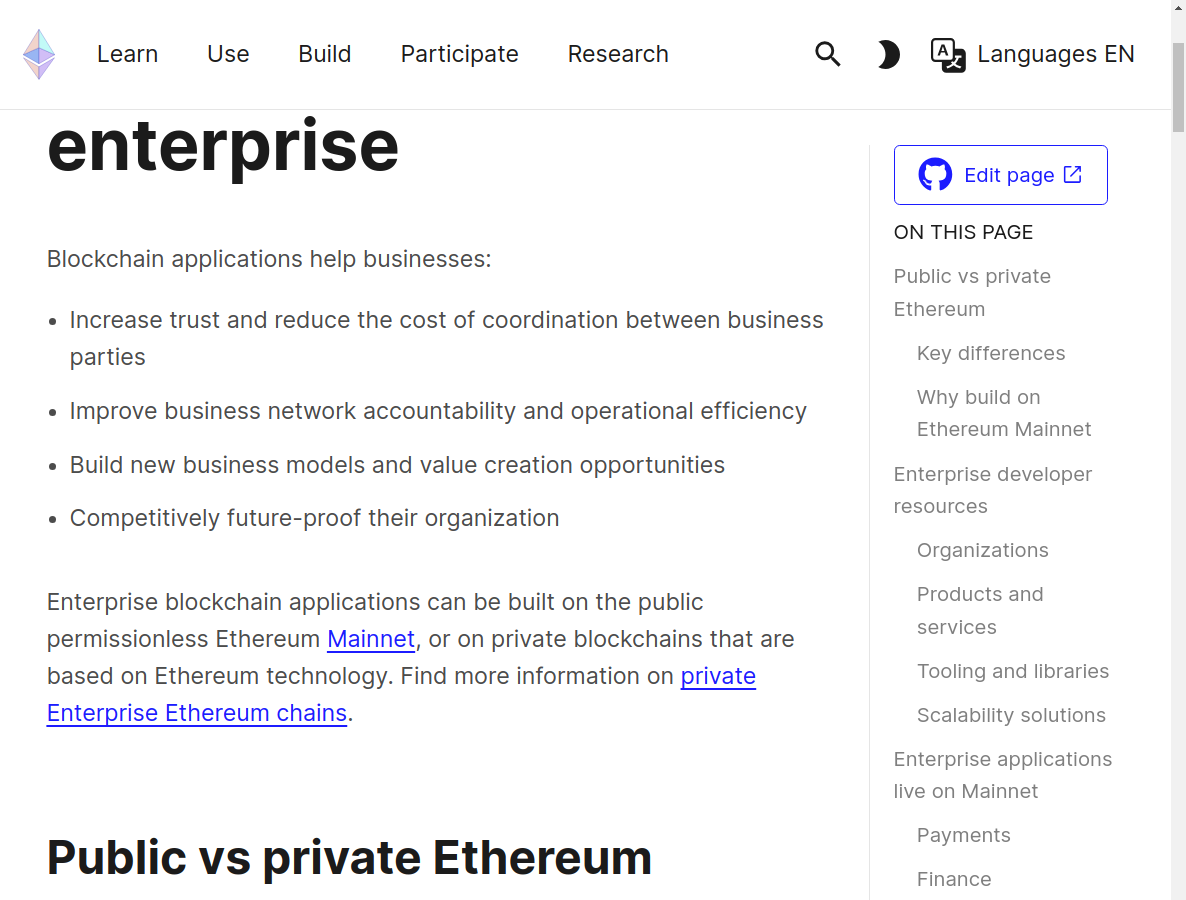 Learn
Use
Build
Participate
Research
Languages EN
enterprise
Blockchain applications help businesses:
Increase trust and reduce the cost of coordination between business
parties
Improve business network accountability and operational efficiency
Build new business models and value creation opportunities
Competitively future-proof their organization
Enterprise blockchain applications can be built on the public
permissionless Ethereum Mainnet, or on private blockchains that are
based on Ethereum technology. Find more information on private
Enterprise Ethereum chains.
Public vs private Ethereum
Edit page
ON THIS PAGE
Public vs private
Ethereum
Key differences
Why build on
Ethereum Mainnet
Enterprise developer
resources
Organizations
Products and
services
Tooling and libraries
Scalability solutions
Enterprise applications
live on Mainnet
Payments
Finance